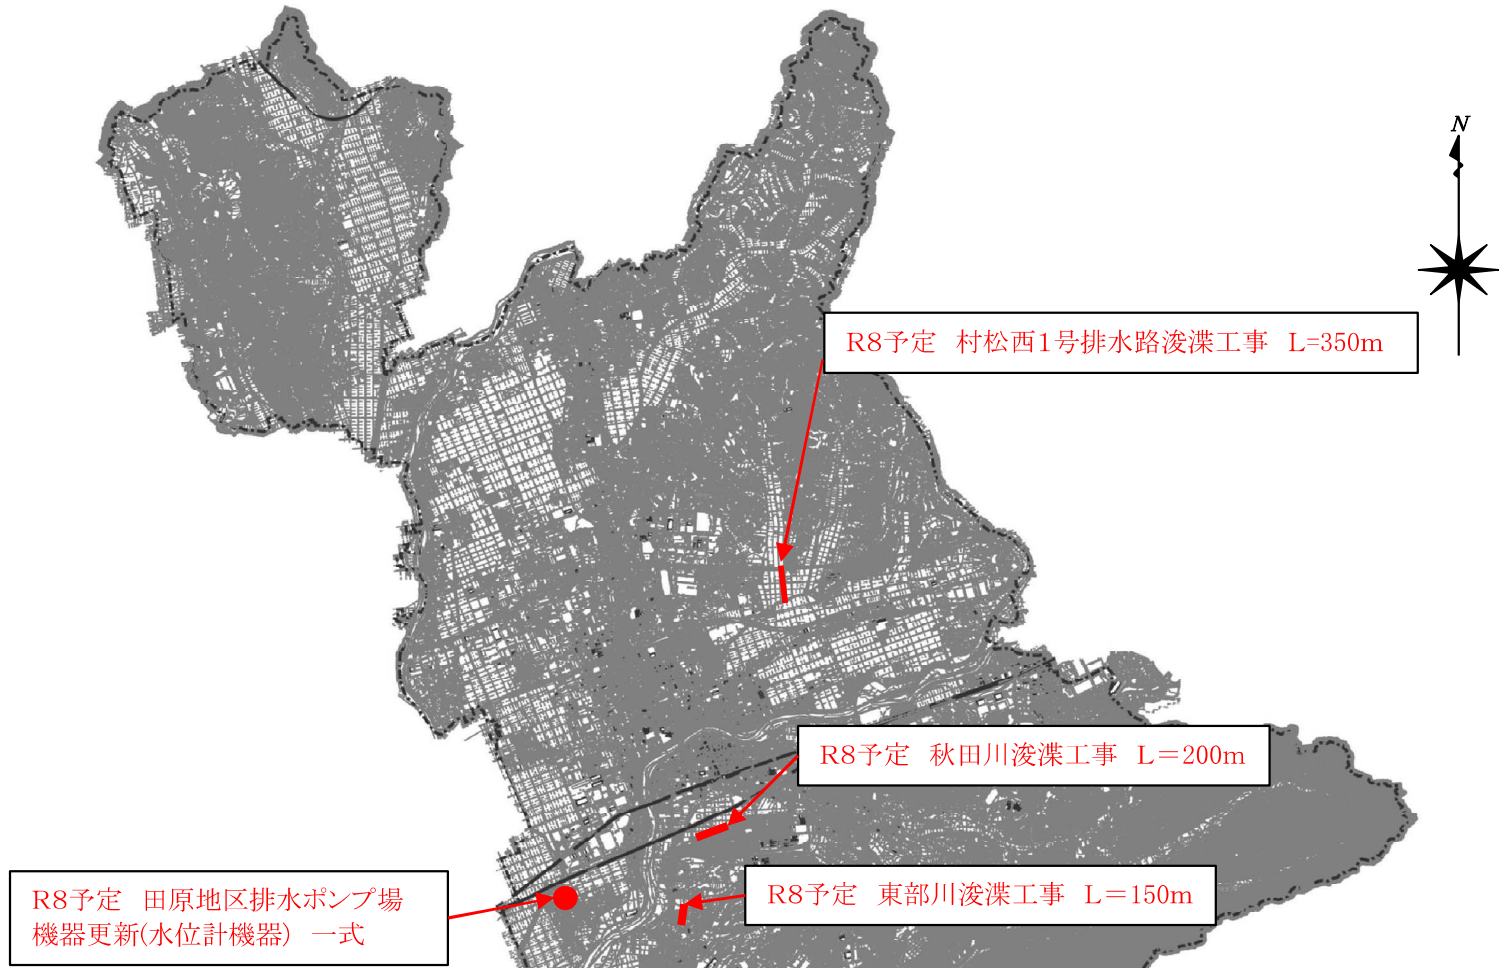 N
R8予定　村松西1号排水路浚渫工事　L=350m
R8予定　秋田川浚渫工事　L＝200m
R8予定　東部川浚渫工事　L＝150m
R8予定　田原地区排水ポンプ場
機器更新(水位計機器)　一式